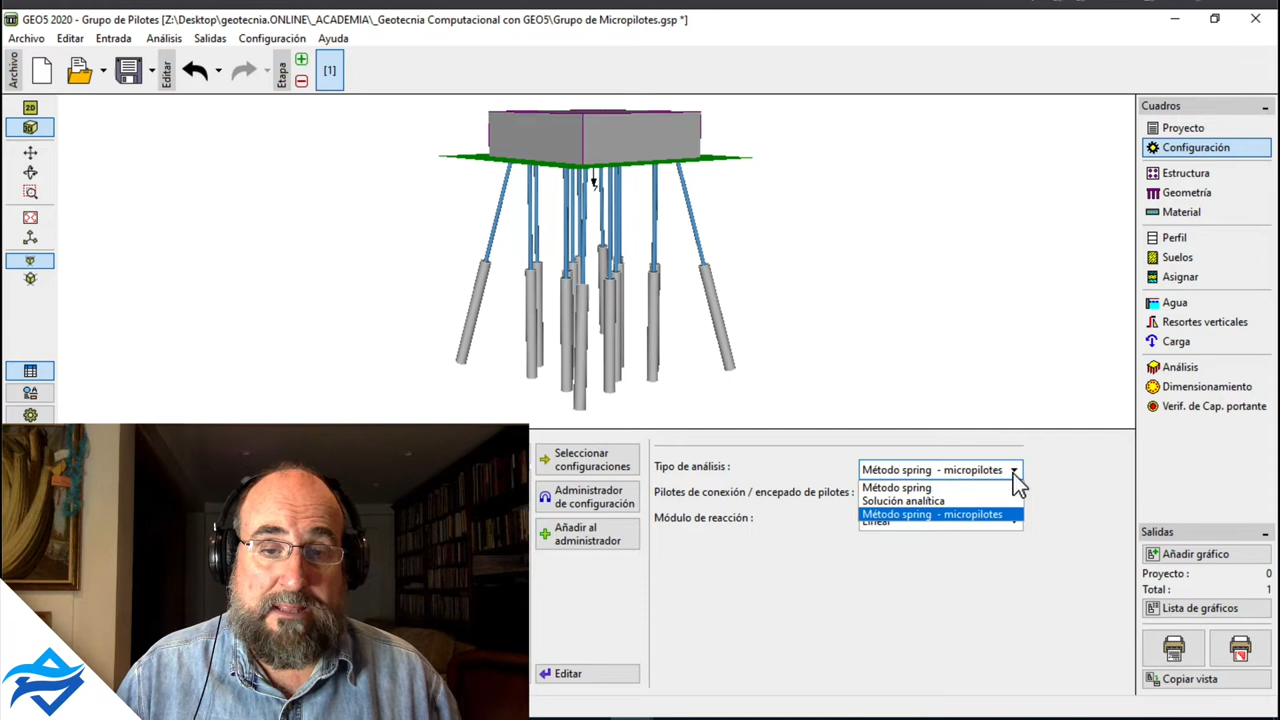 GEO5 2020 - Grupo de Pilotes [Z:\Desktop\geotecnia.ONLINE\_ACADEMIA\_Geotecnia Computacional con GEO5\Grupo de Micropilotes.gsp *]
Archivo Editar Entrada Análisis Salidas Configuración Ayuda
Archivo
Editar
Etapa
[1]
2D
3D
Cuadros
Proyecto
Configuración
Estructura
Geometría
Material
Perfil
Suelos
Asignar
Agua
Resortes verticales
Carga
Análisis
Dimensionamiento
Verif. de Cap. portante
Seleccionar
configuraciones
Administrador
de configuración
Añadir al
administrador
Editar
Tipo de análisis :
Método spring - micropilotes
Pilotes de conexión / encepado de pilotes :
Método spring
Solución analítica
Método spring - micropilotes
Módulo de reacción :
Linear
Salidas
Añadir gráfico
Proyecto : 0
Total : 1
Lista de gráficos
Copiar vista